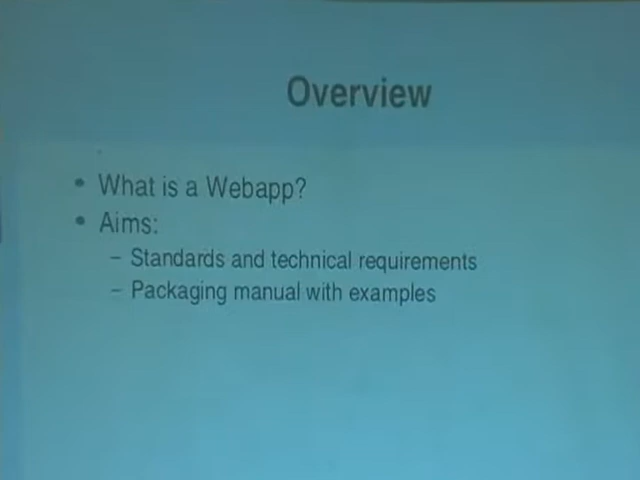 Overview
• What is a Webapp?
• Aims:
– Standards and technical requirements
– Packaging manual with examples